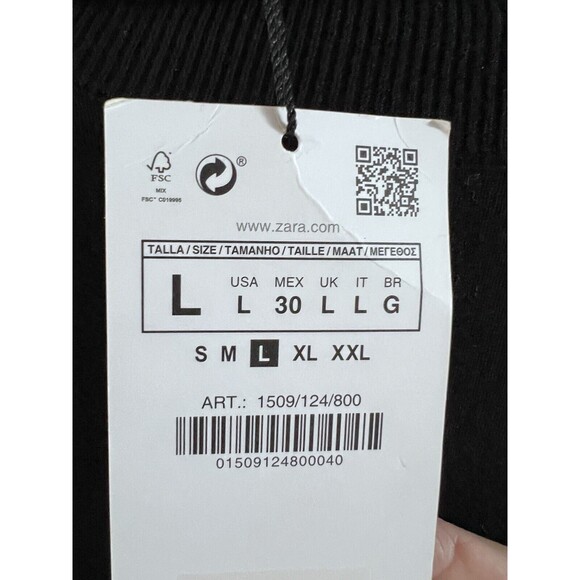 FSC
MIX
FSC™ C019995
®
www.zara.com
TALLA / SIZE / TAMANHO / TAILLE / MAAT / ΜΕΓΕΘΟΣ
L
USA MEX UK IT BR
L 30 L L G
S M L XL XXL
ART.: 1509/124/800
01509124800040